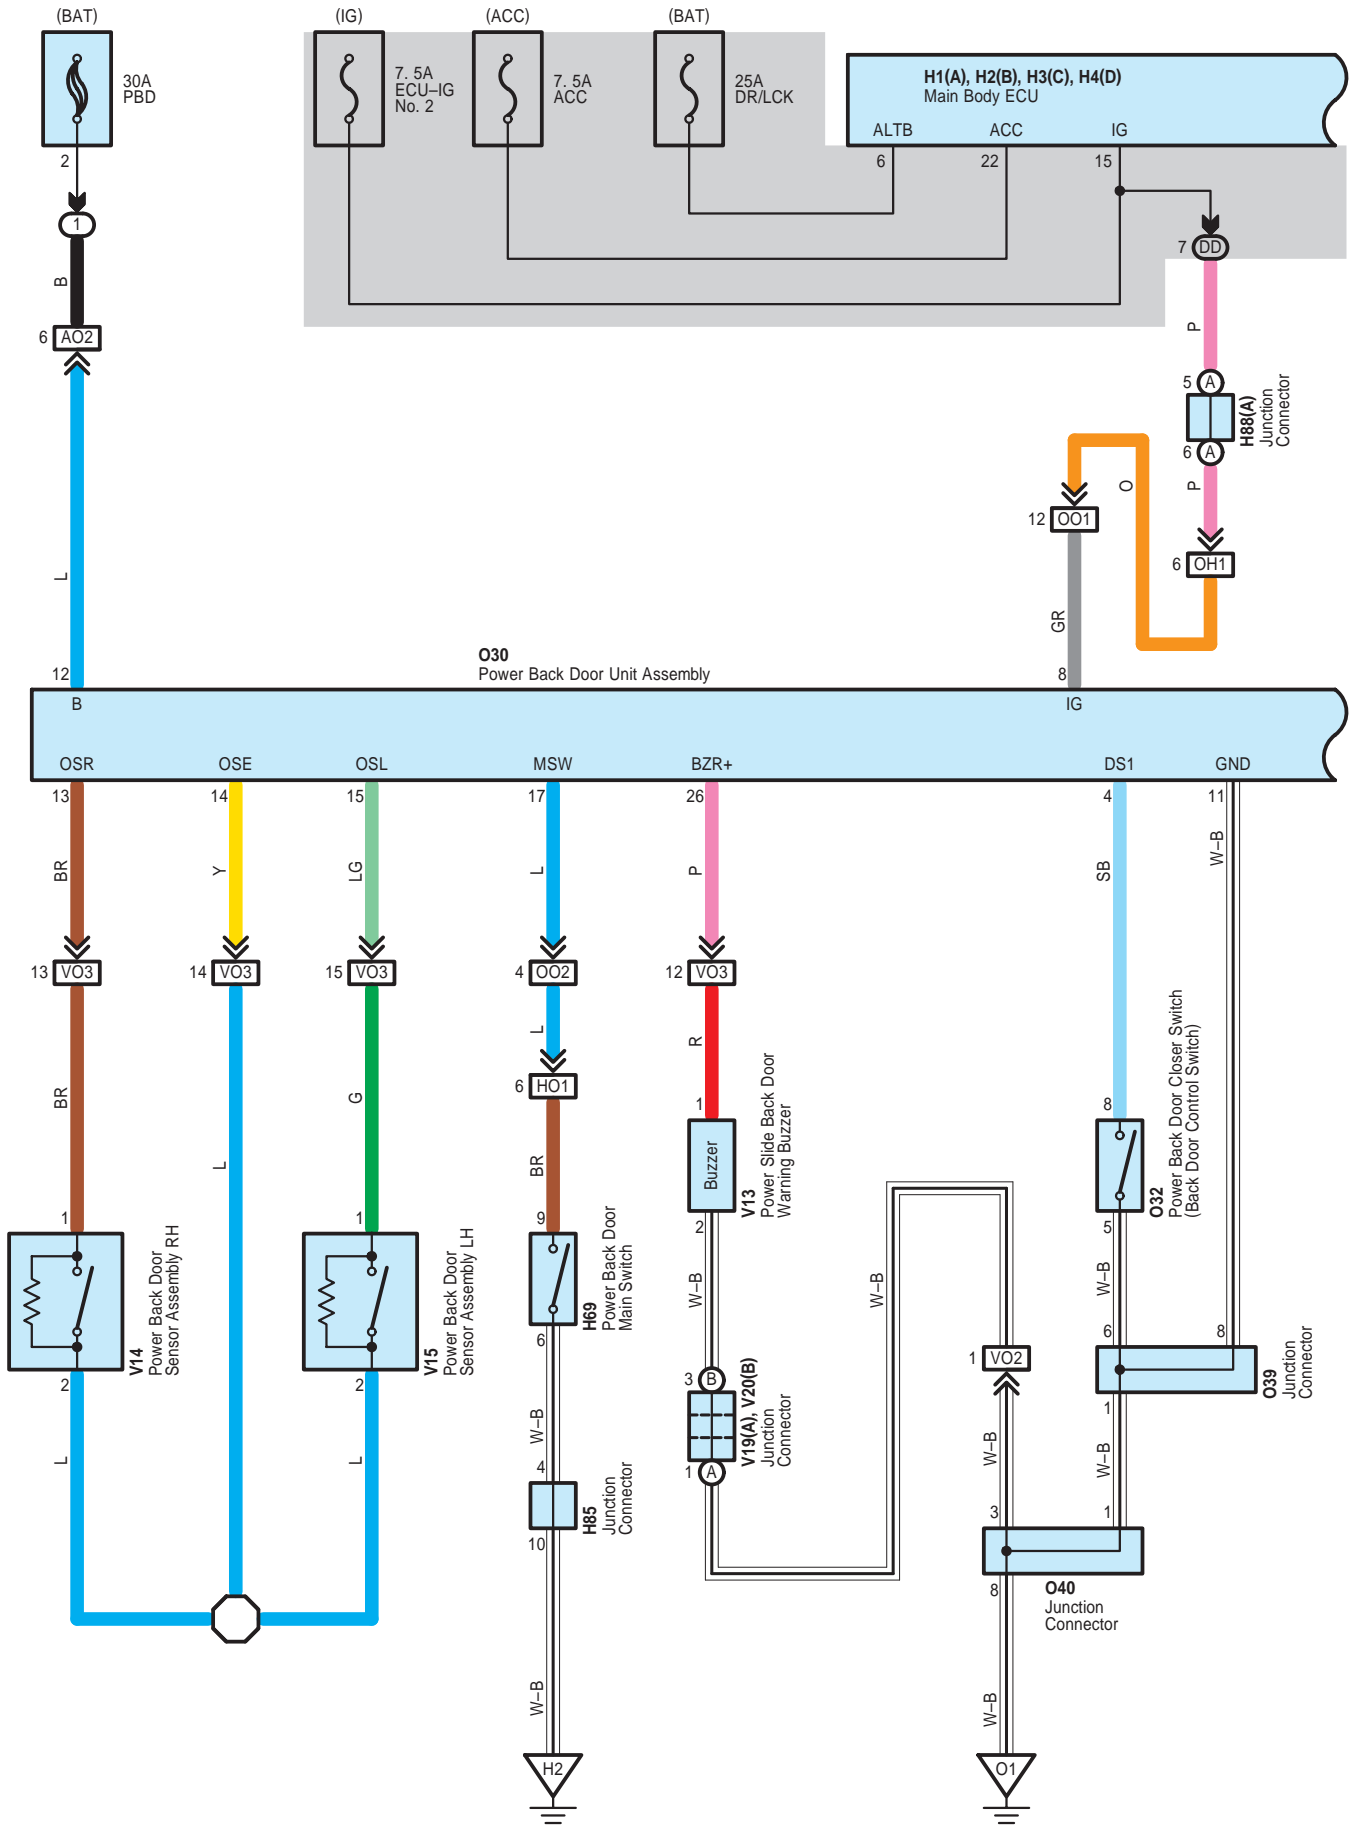 (BAT)
(IG)
(ACC)
(BAT)
30A
PBD
7. 5A
ECU–IG
No. 2
7. 5A
ACC
25A
DR/LCK
H1(A), H2(B), H3(C), H4(D)
Main Body ECU
ALTB
ACC
IG
2
6
22
15
1
7
DD
B
P
6
AO2
5
A
H88(A)
Junction
Connector
6
A
O
P
12
OO1
6
OH1
L
GR
O30
Power Back Door Unit Assembly
12
8
B
IG
OSR
OSE
OSL
MSW
BZR+
DS1
GND
13
14
15
17
26
4
11
BR
Y
LG
L
P
SB
W–B
13
VO3
14
VO3
15
VO3
4
OO2
12
VO3
L
R
6
HO1
BR
L
G
BR
1
Buzzer
V13
Power Slide Back Door
Warning Buzzer
8
O32
Power Back Door Closer Switch
(Back Door Control Switch)
1
1
9
2
5
V14
Power Back Door
Sensor Assembly RH
V15
Power Back Door
Sensor Assembly LH
H69
Power Back Door
Main Switch
W–B
W–B
W–B
6
6
8
2
2
3
B
1
VO2
O39
Junction
Connector
V19(A), V20(B)
Junction
Connector
1
L
L
W–B
W–B
W–B
4
1
A
H85
Junction
Connector
3
1
10
8
O40
Junction
Connector
W–B
W–B
H2
O1